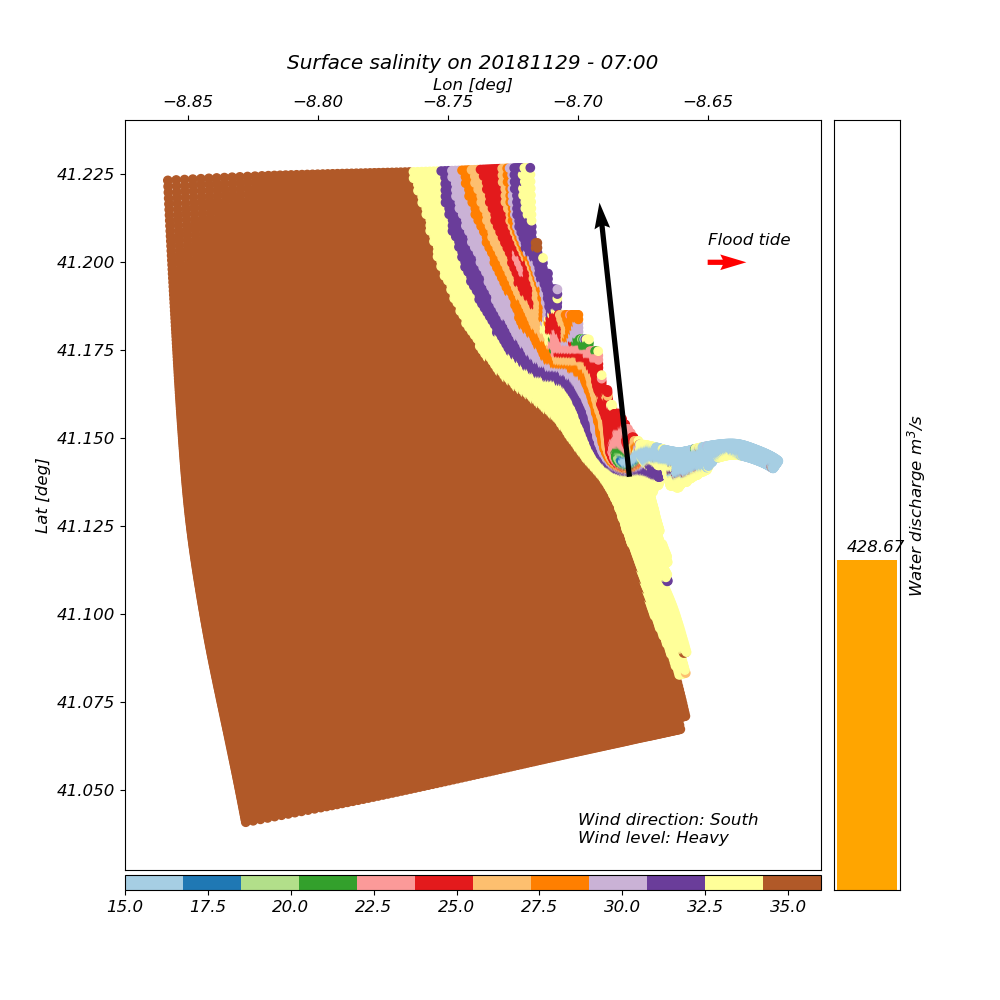 Surface salinity on 20181129 - 07:00
Lon [deg]
−8.85 −8.80 −8.75 −8.70 −8.65
41.225
41.200
41.175
41.150
41.125
41.100
41.075
41.050
Lat [deg]
Flood tide
Wind direction: South
Wind level: Heavy
428.67
Water discharge m³/s
15.0 17.5 20.0 22.5 25.0 27.5 30.0 32.5 35.0